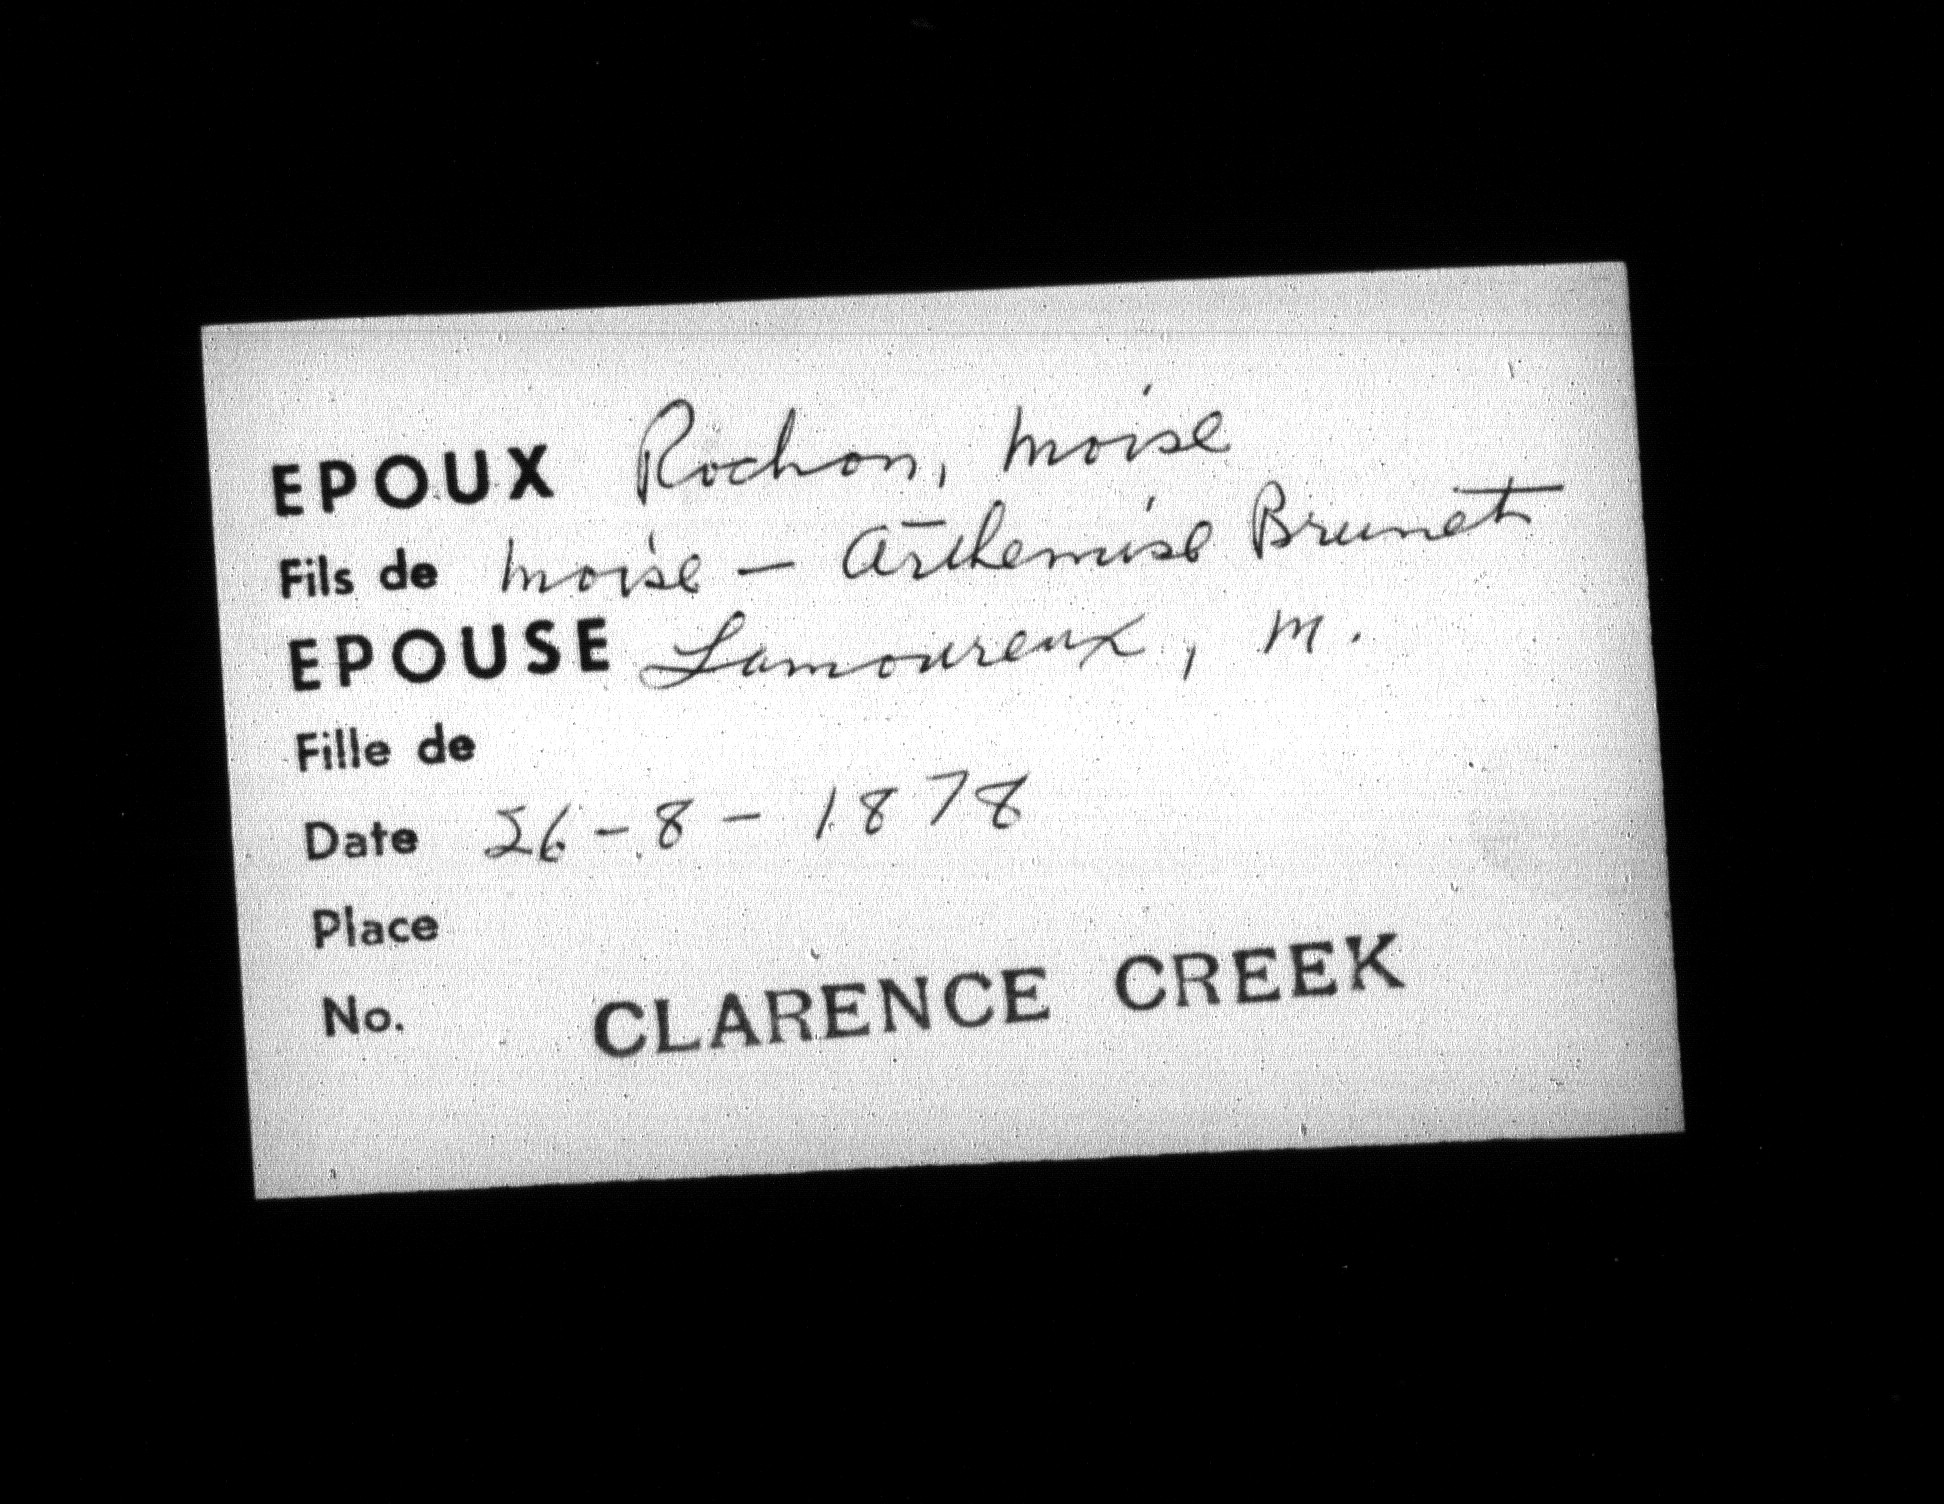 EPOUX Rochon, Moise
Fils de Moise - Arthemise Brunet
EPOUSE Lamoureux, M.
Fille de
Date 26-8-1878
Place
No. CLARENCE CREEK